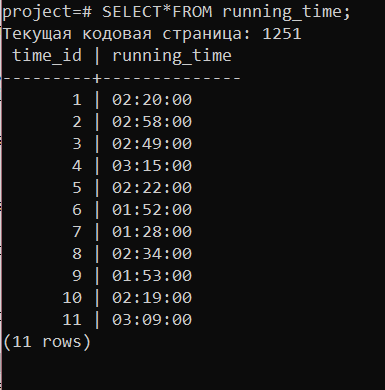 project=# SELECT*FROM running_time;
Текущая кодовая страница: 1251
 time_id | running_time
---------+--------------
       1 | 02:20:00
       2 | 02:58:00
       3 | 02:49:00
       4 | 03:15:00
       5 | 02:22:00
       6 | 01:52:00
       7 | 01:28:00
       8 | 02:34:00
       9 | 01:53:00
      10 | 02:19:00
      11 | 03:09:00
(11 rows)